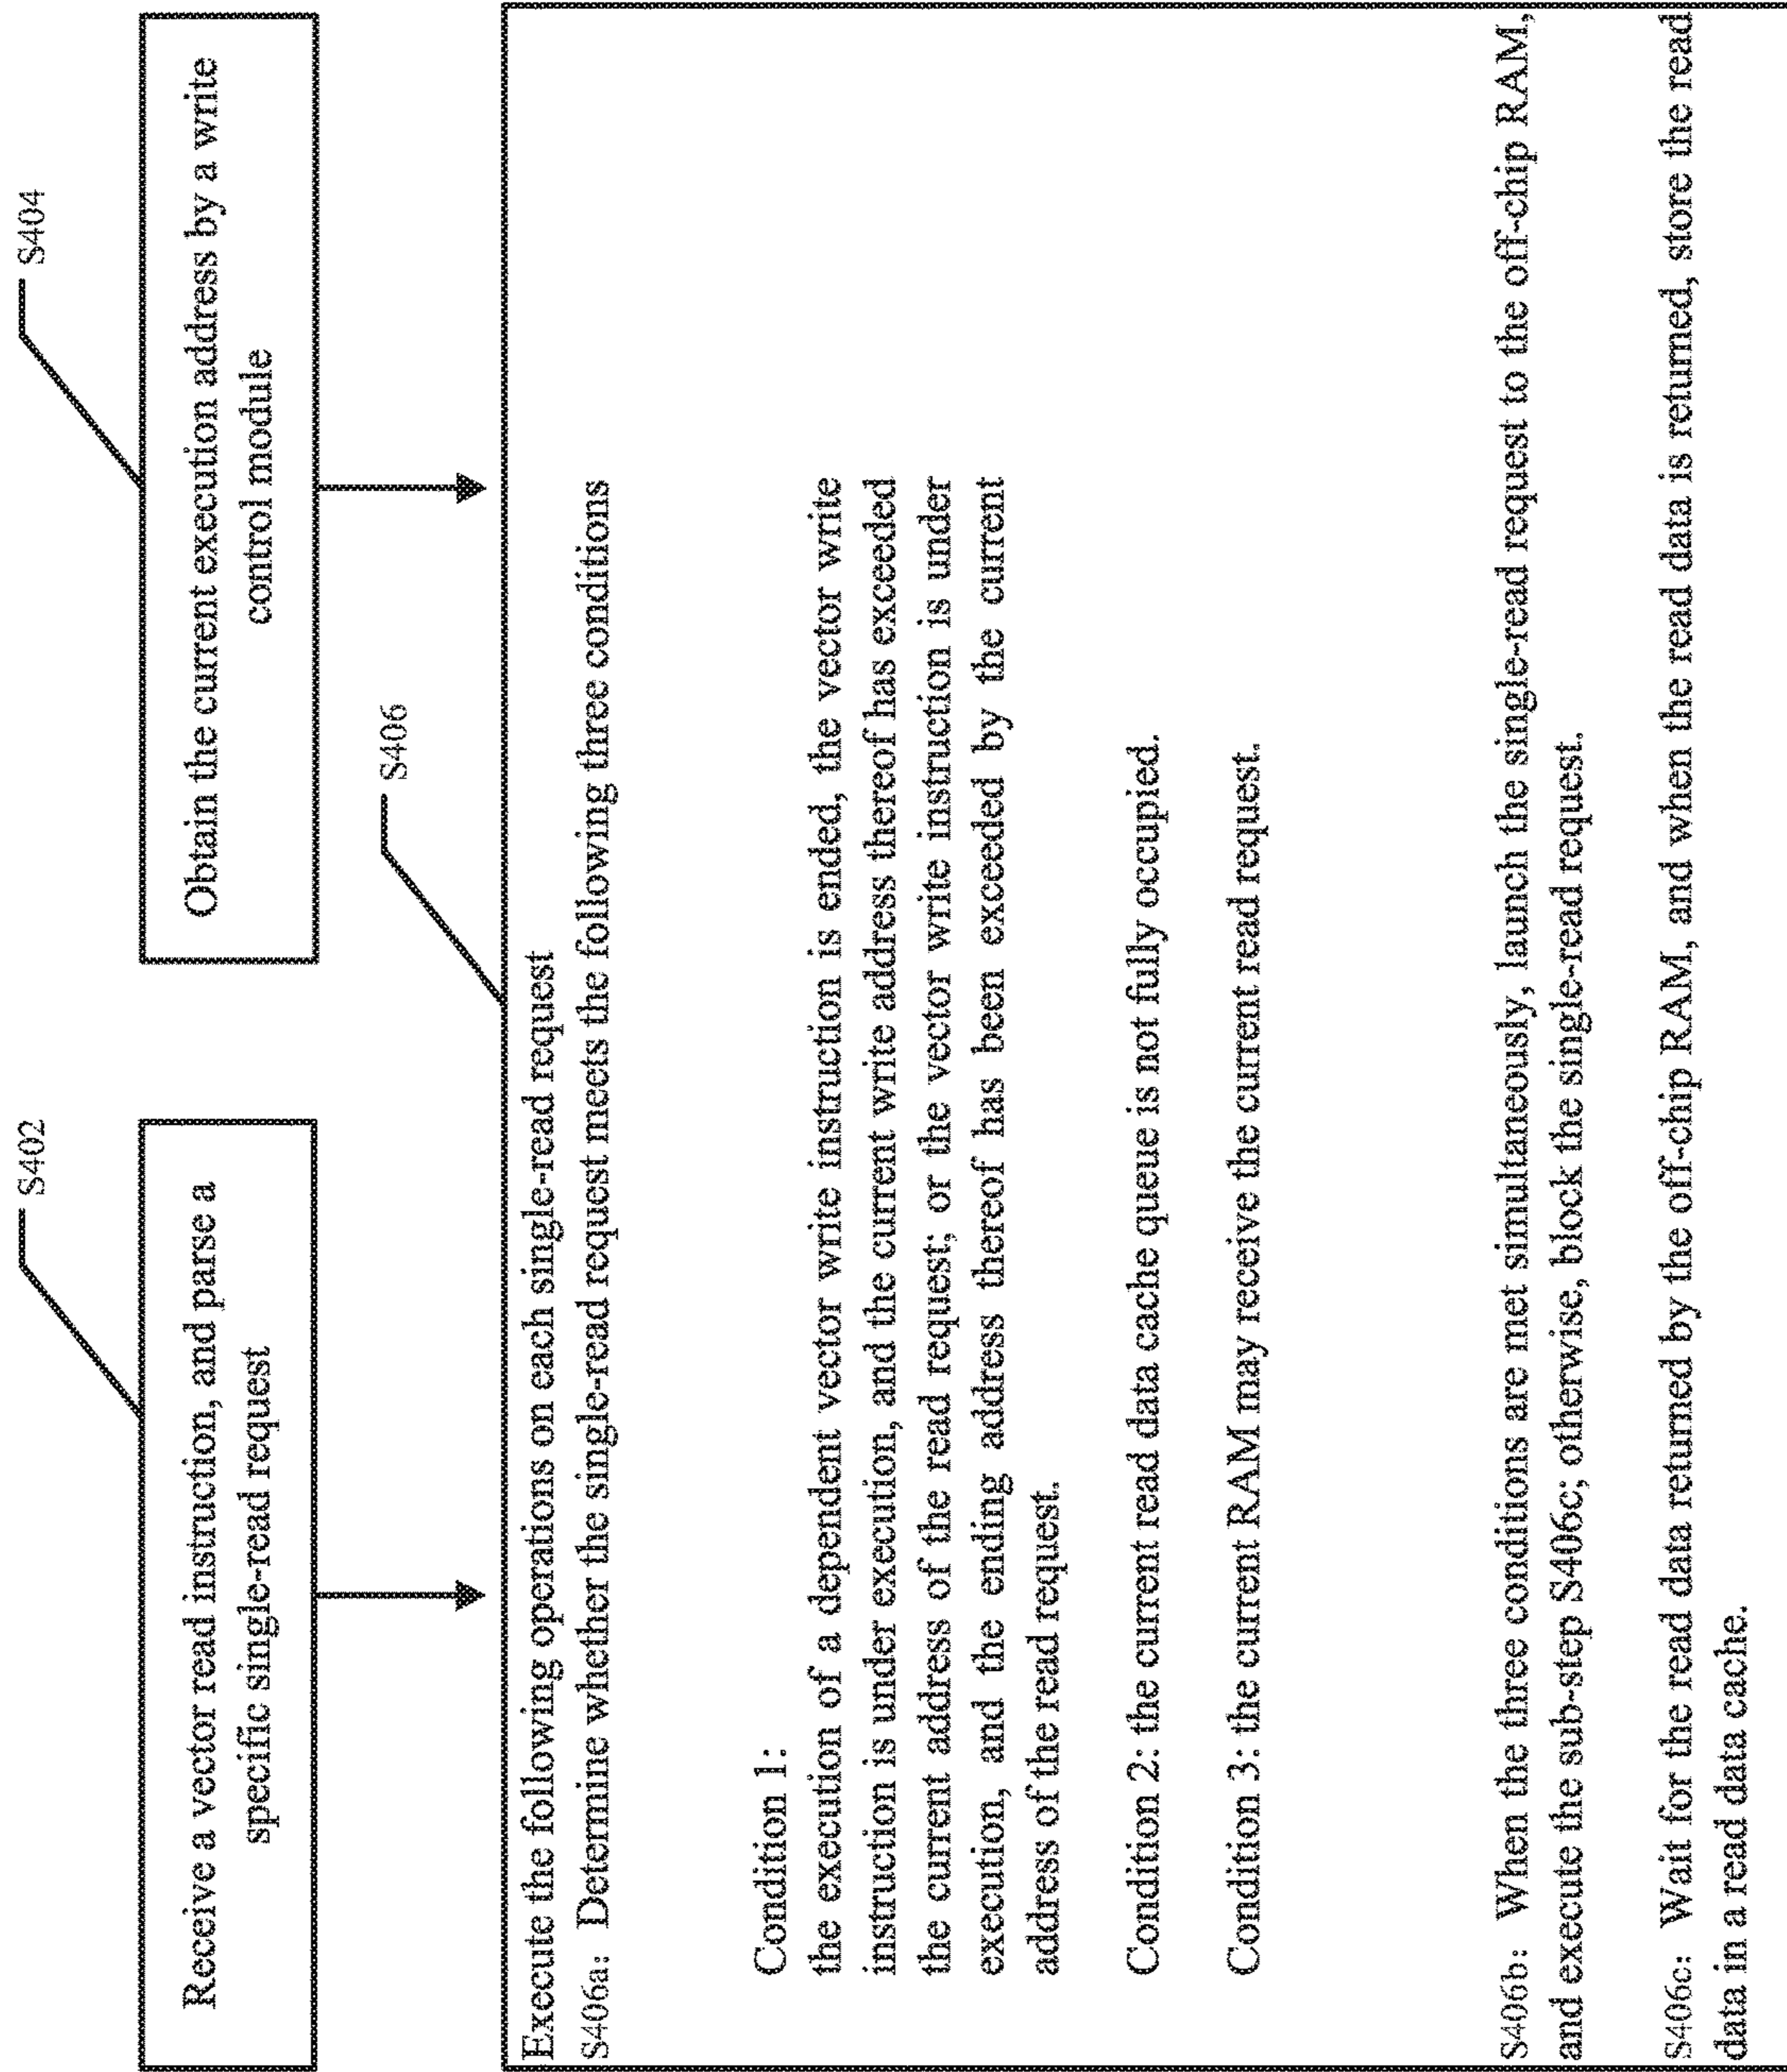 S402
Receive a vector read instruction, and parse a
specific single-read request
S404
Obtain the current execution address by a write
control module
S406
Execute the following operations on each single-read request
S406a: Determine whether the single-read request meets the following three conditions
Condition 1:
the execution of a dependent vector write instruction is ended, the vector write
instruction is under execution, and the current write address thereof has exceeded
the current address of the read request; or the vector write instruction is under
execution, and the ending address thereof has been exceeded by the current
address of the read request.
Condition 2: the current read data cache queue is not fully occupied.
Condition 3: the current RAM may receive the current read request.
S406b: When the three conditions are met simultaneously, launch the single-read request to the off-chip RAM,
and execute the sub-step S406c; otherwise, block the single-read request.
S406c: Wait for the read data returned by the off-chip RAM, and when the read data is returned, store the read
data in a read data cache.